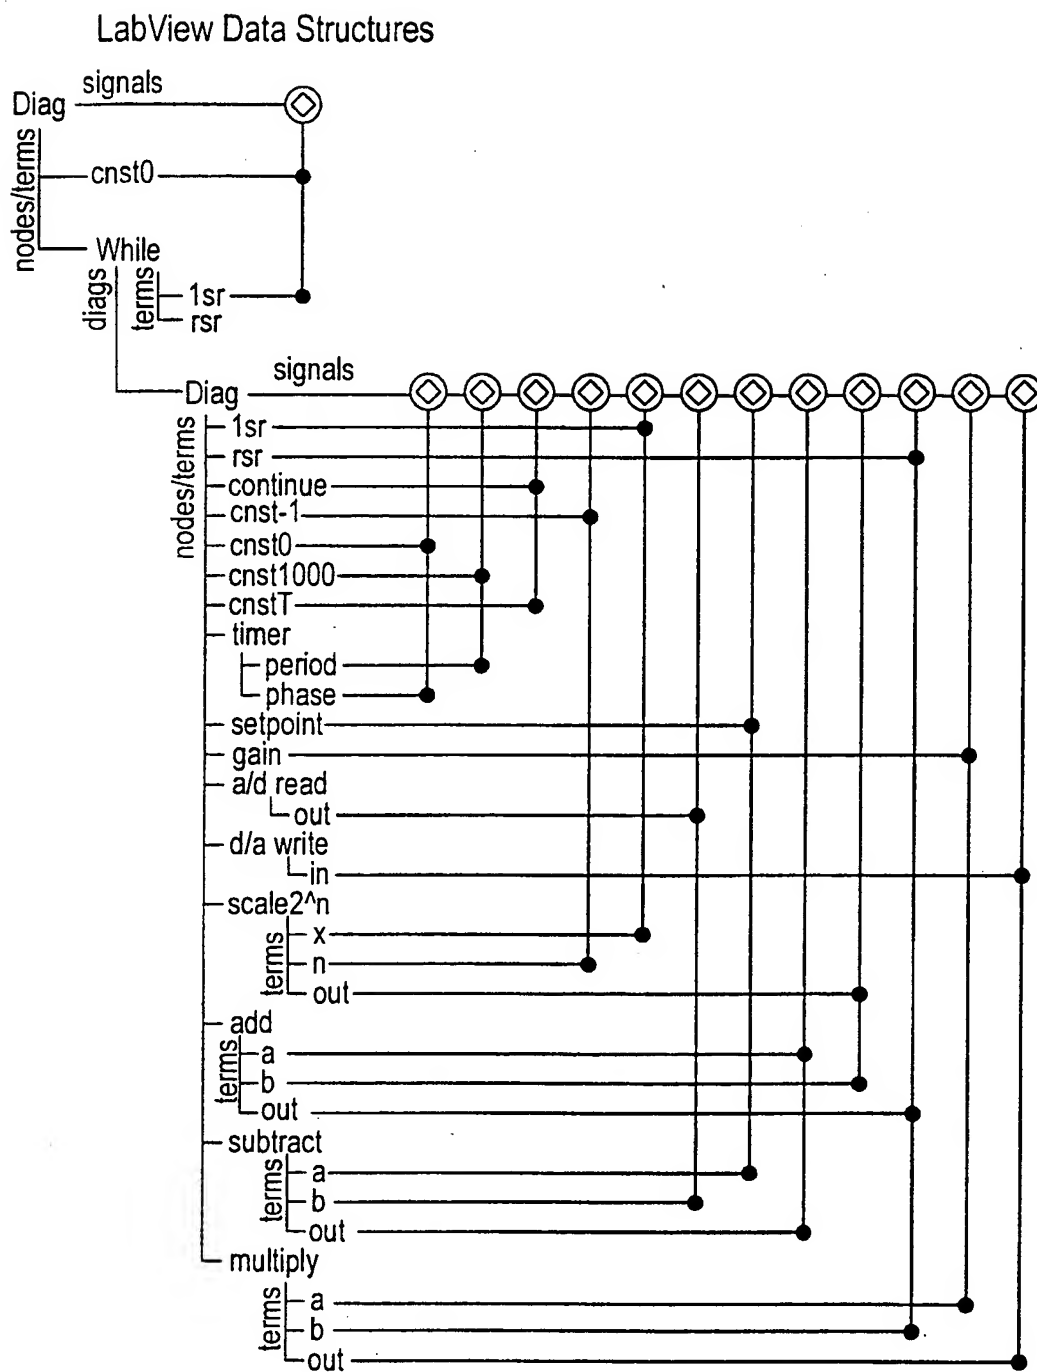 LabView Data Structures
signals
Diag
nodes/terms
cnst0
While
diags
terms
1sr
rsr
signals
Diag
nodes/terms
1sr
rsr
continue
cnst-1
cnst0
cnst1000
cnstT
timer
period
phase
setpoint
gain
a/d read
out
d/a write
in
scale2^n
terms
x
n
out
add
terms
a
b
out
subtract
terms
a
b
out
multiply
terms
a
b
out